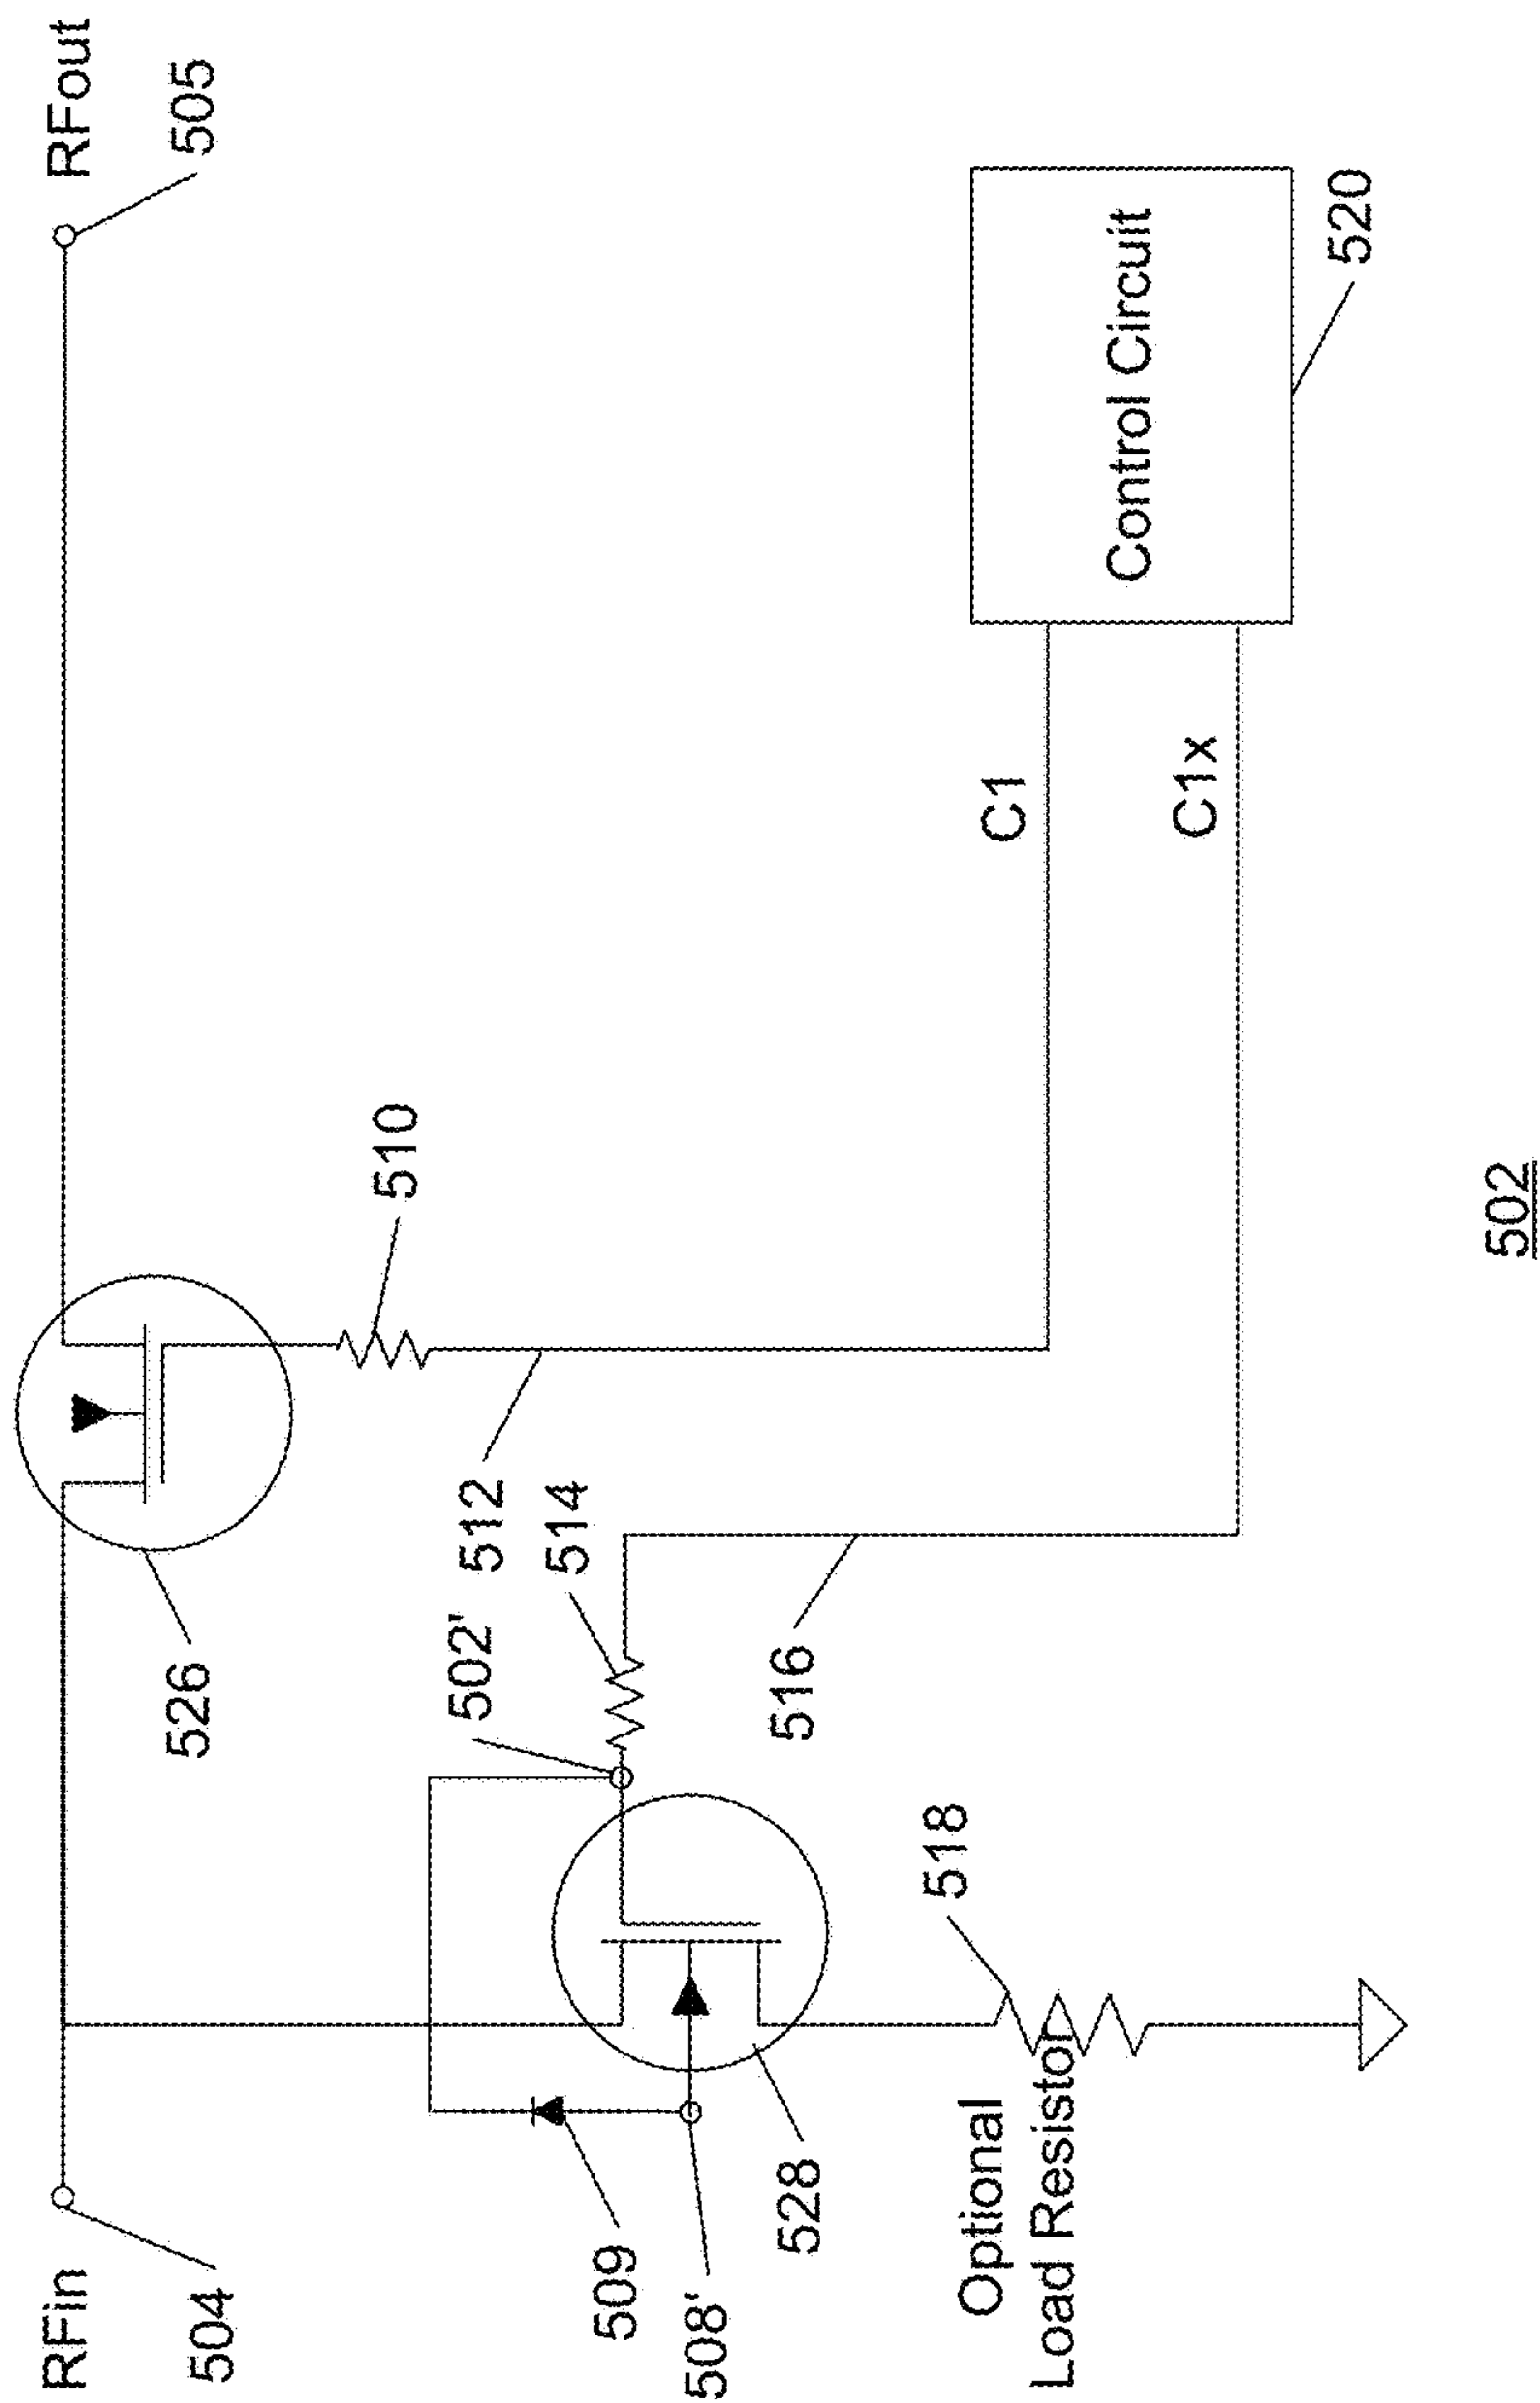 RFin
504
RFout
505
526
510
502'
512
514
509
508'
528
516
C1
C1x
Control Circuit
520
518
Optional
Load Resistor
502